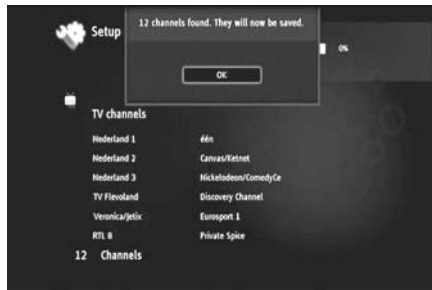 Setup
12 channels found. They will now be saved.
OK
0%
TV channels
Nederland 1
één
Nederland 2
Canvas/Ketnet
Nederland 3
Nickelodeon/ComedyCe
TV Flevoland
Discovery Channel
Veronica/Jetix
Eurosport 1
RTL 8
Private Spice
12 Channels